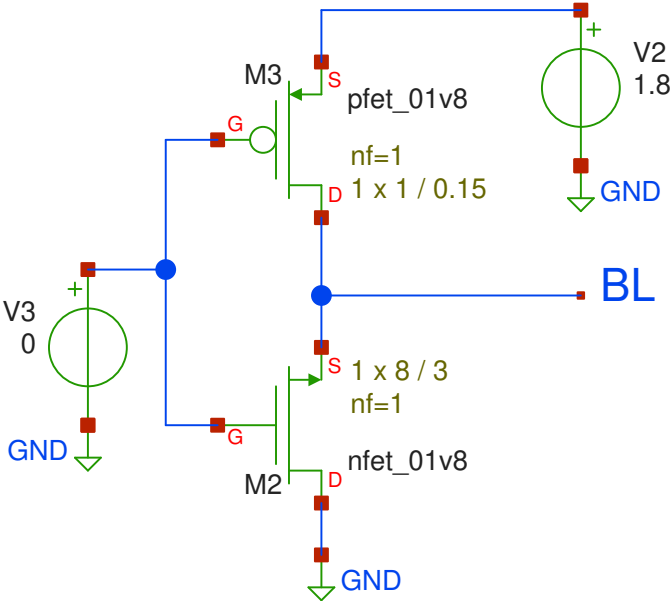 M3
S
pfet_01v8
G
nf=1
D
1 x 1 / 0.15
+
V2
1.8
GND
+
V3
0
GND
BL
S
1 x 8 / 3
nf=1
G
nfet_01v8
M2
D
GND